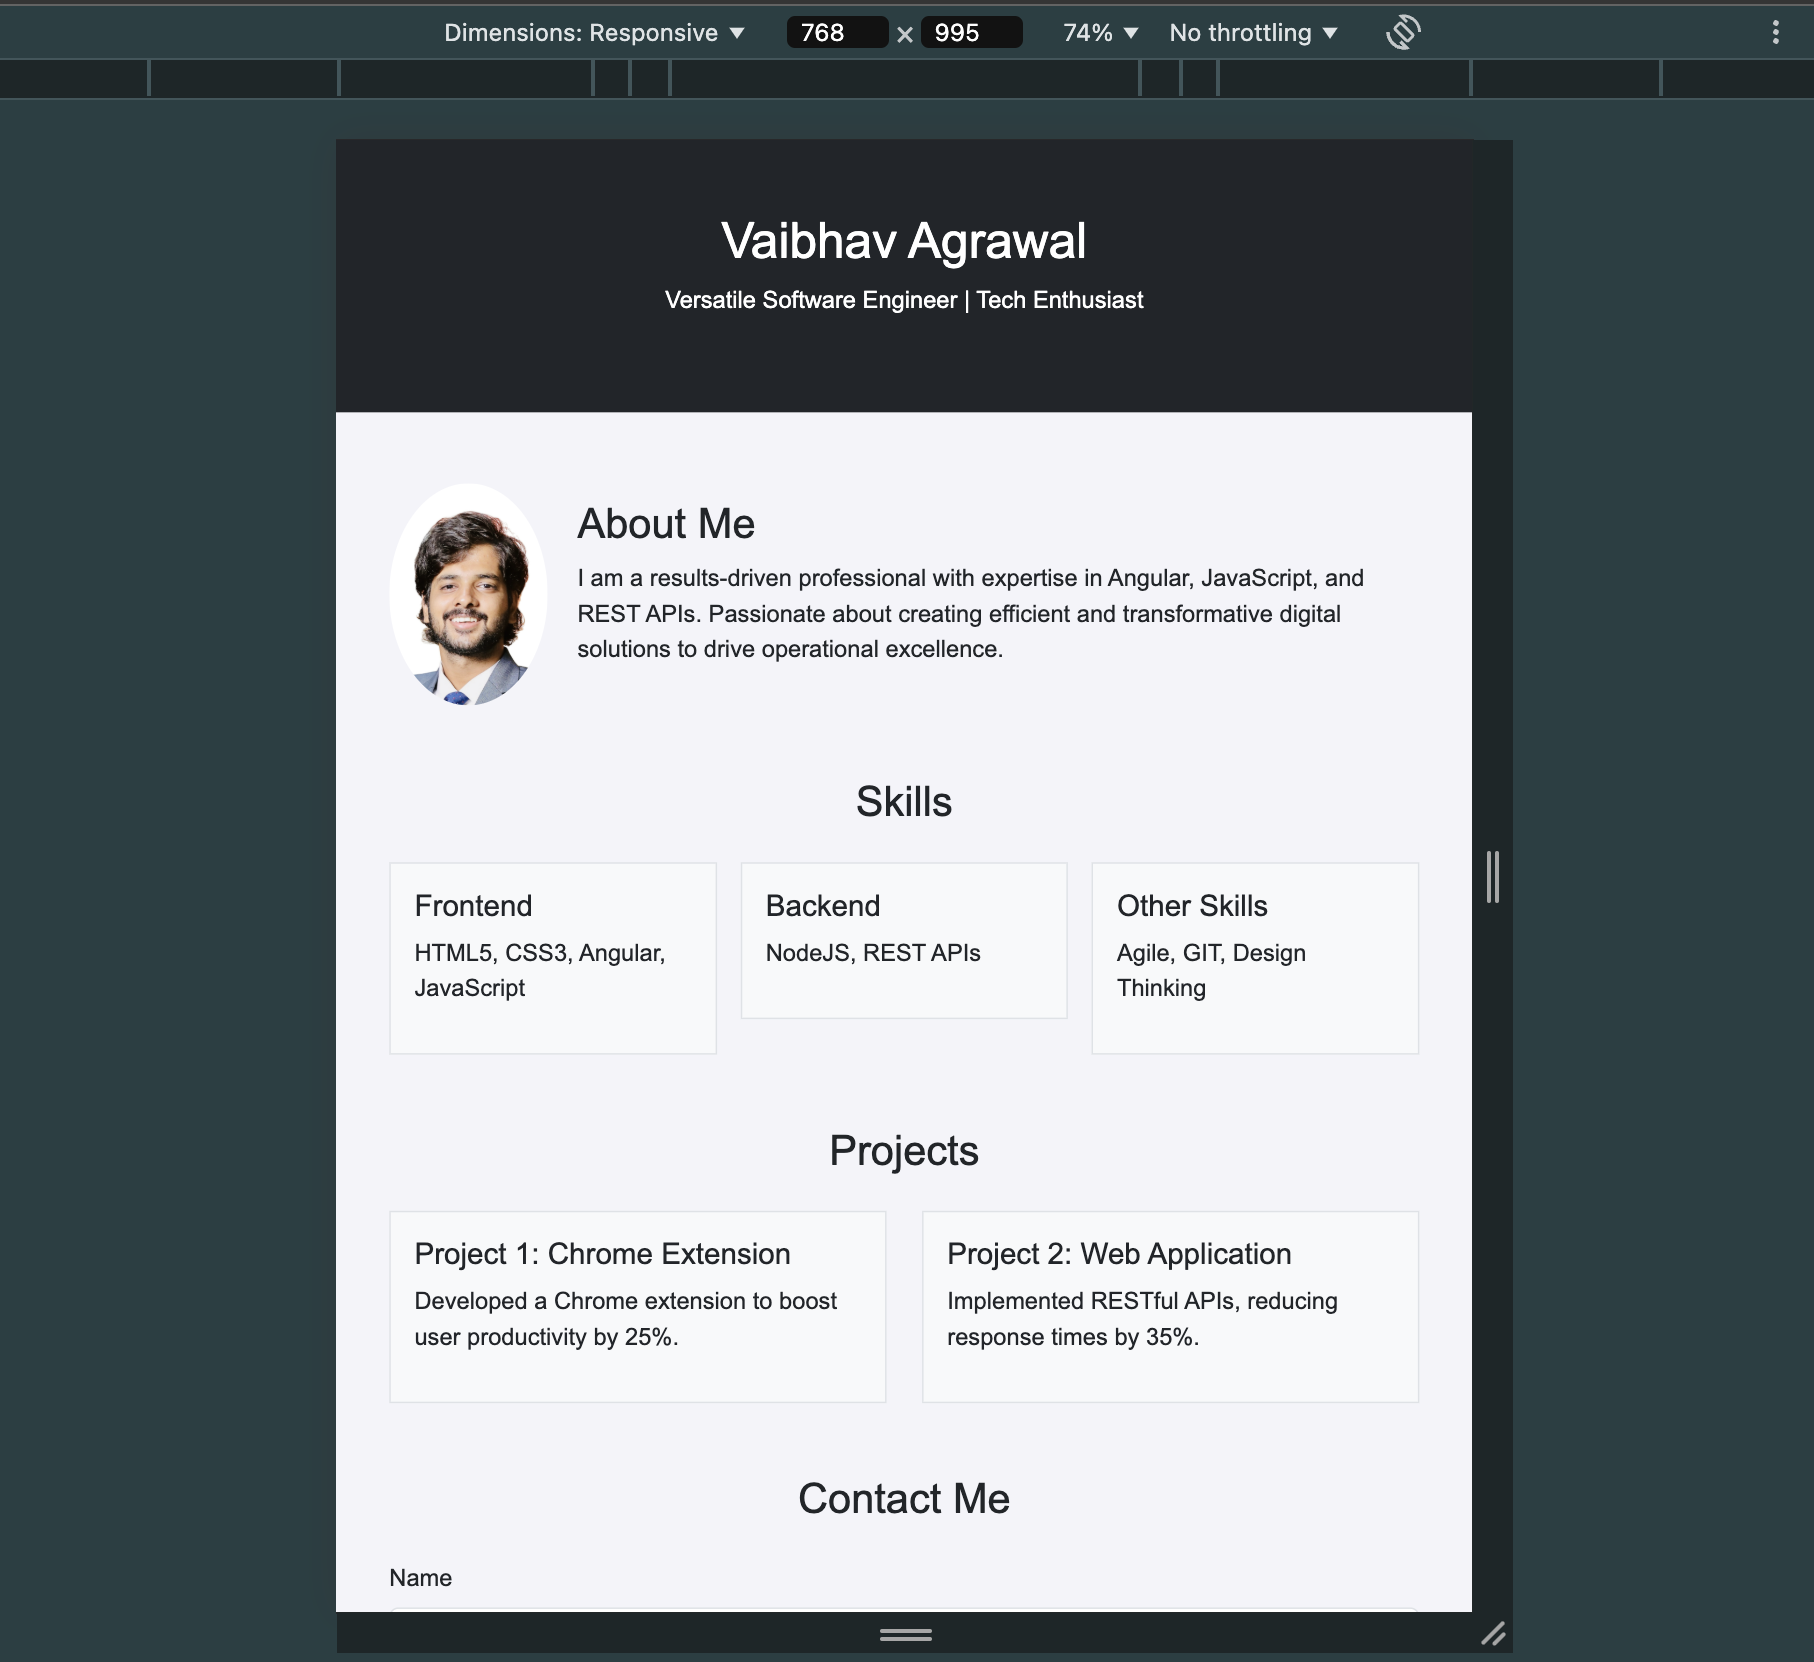 Dimensions: Responsive ▼ 768 × 995 74% ▼ No throttling ▼
Vaibhav Agrawal
Versatile Software Engineer | Tech Enthusiast
About Me
I am a results-driven professional with expertise in Angular, JavaScript, and
REST APIs. Passionate about creating efficient and transformative digital
solutions to drive operational excellence.
Skills
Frontend
HTML5, CSS3, Angular,
JavaScript
Backend
NodeJS, REST APIs
Other Skills
Agile, GIT, Design
Thinking
Projects
Project 1: Chrome Extension
Developed a Chrome extension to boost
user productivity by 25%.
Project 2: Web Application
Implemented RESTful APIs, reducing
response times by 35%.
Contact Me
Name